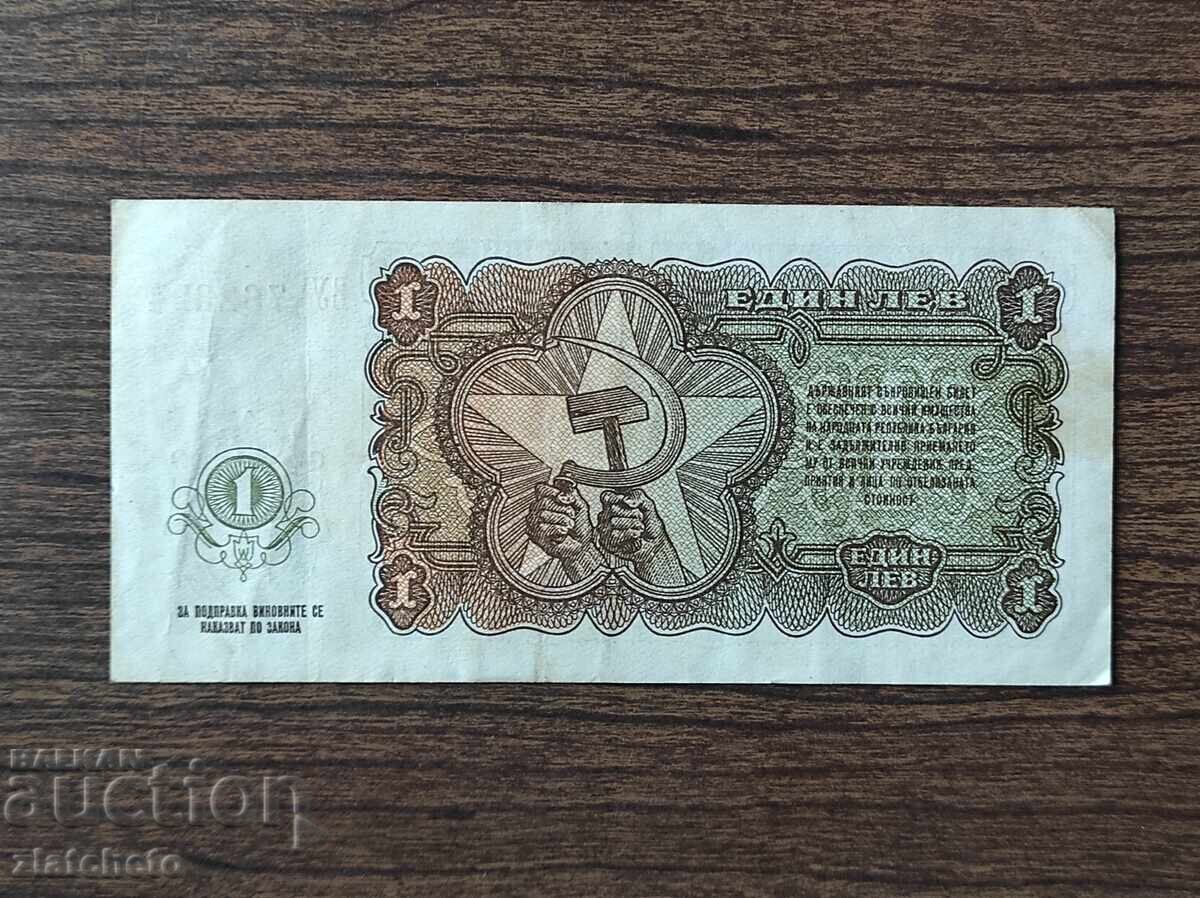 1
ЕДИН ЛЕВ
1
ДЪРЖАВНИЯТ СЪКРОВИЩЕН БИЛЕТ
Е ОБЕЗПЕЧЕН С ВСИЧКИ ИМУЩЕСТВА
НА НАРОДНАТА РЕПУБЛИКА БЪЛГАРИЯ
И Е ЗАДЪЛЖИТЕЛНО ПРИЕМАНЕТО
МУ ОТ ВСИЧКИ УЧРЕЖДЕНИЯ, ПРЕД
ПРИЯТИЯ И ЛИЦА ПО ОТБЕЛЯЗАНАТА
СТОЙНОСТ
1
ЗА ПОДПРАВКА ВИНОВНИТЕ СЕ
НАКАЗВАТ ПО ЗАКОНА
1
ЕДИН
ЛЕВ
1
BALKAN
auction
zlatcheto